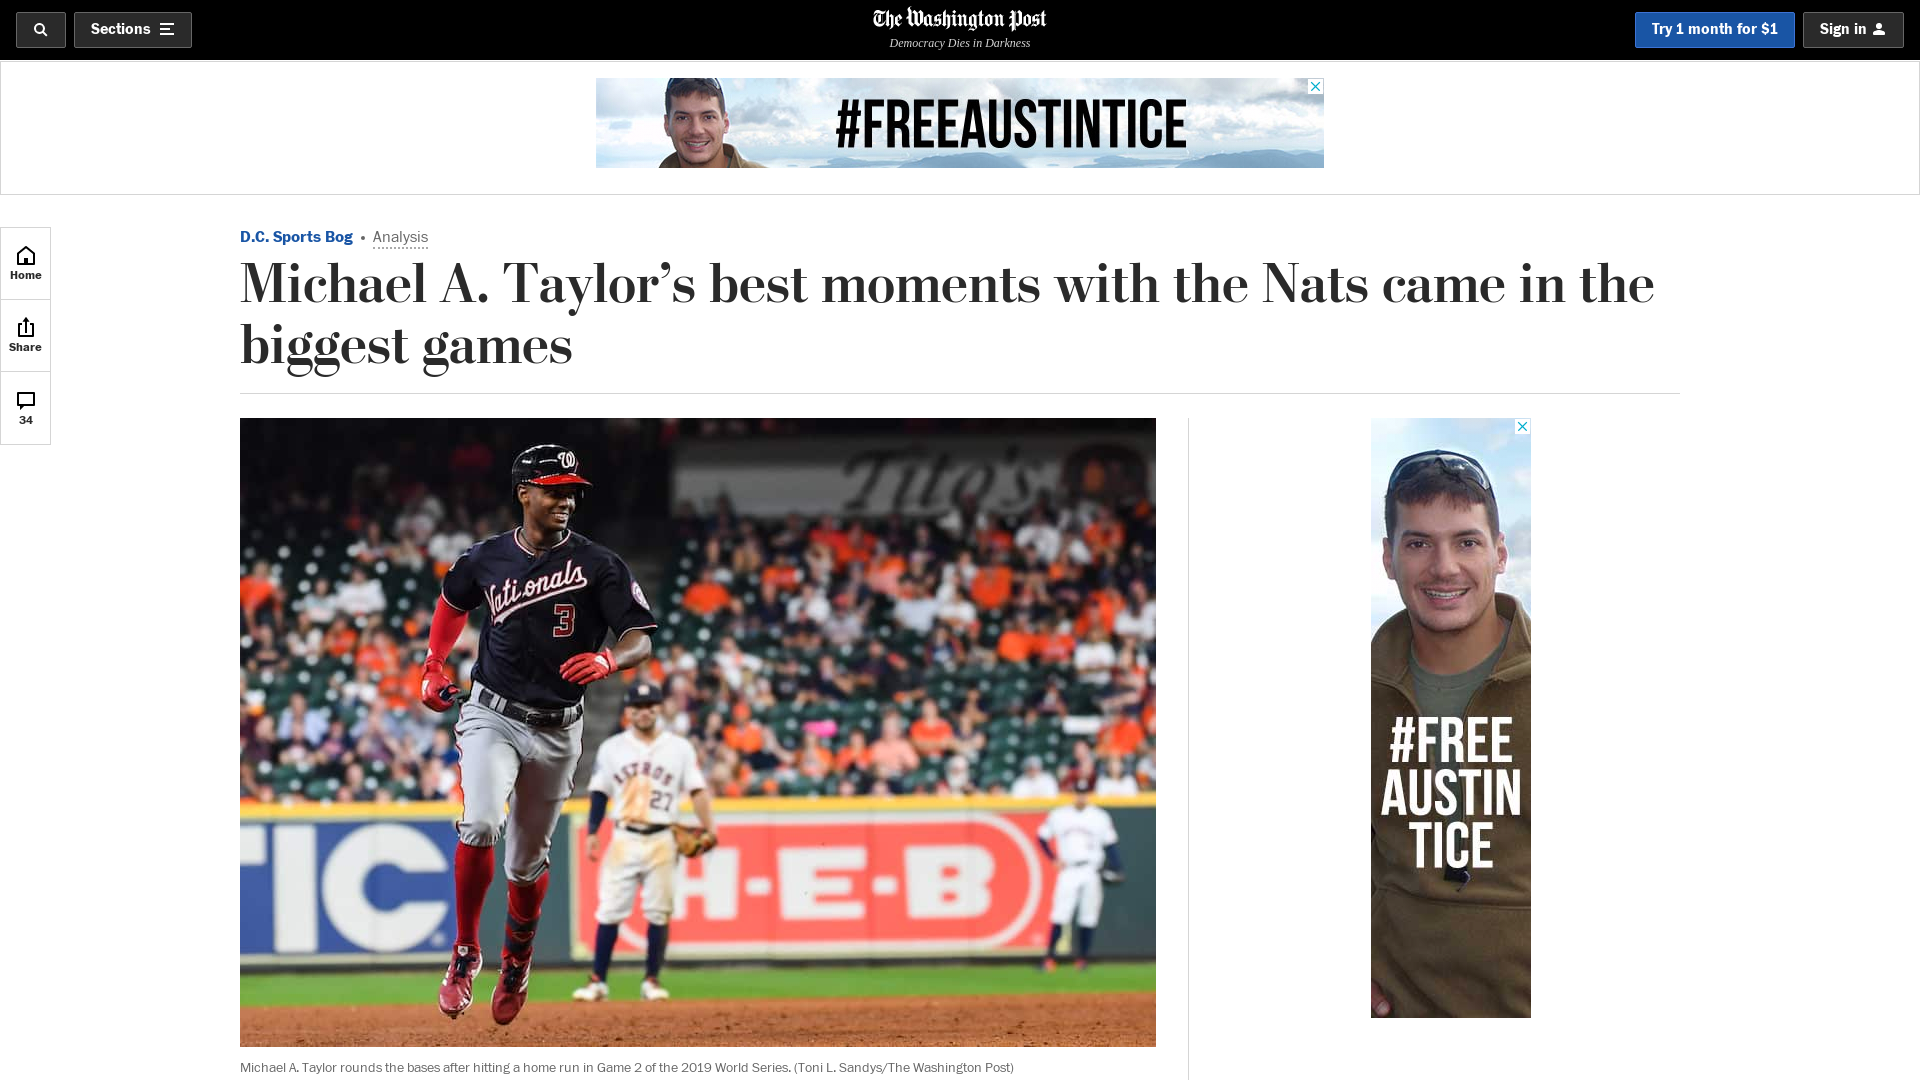 Sections
The Washington Post
Democracy Dies in Darkness
Try 1 month for $1
Sign in
#FREEAUSTINTICE
Home
Share
34
D.C. Sports Bog • Analysis
Michael A. Taylor’s best moments with the Nats came in the
biggest games
Tito's
W
Nationals
3
ASTROS
27
TIC
H-E-B
#FREE
AUSTIN
TICE
Michael A. Taylor rounds the bases after hitting a home run in Game 2 of the 2019 World Series. (Toni L. Sandys/The Washington Post)